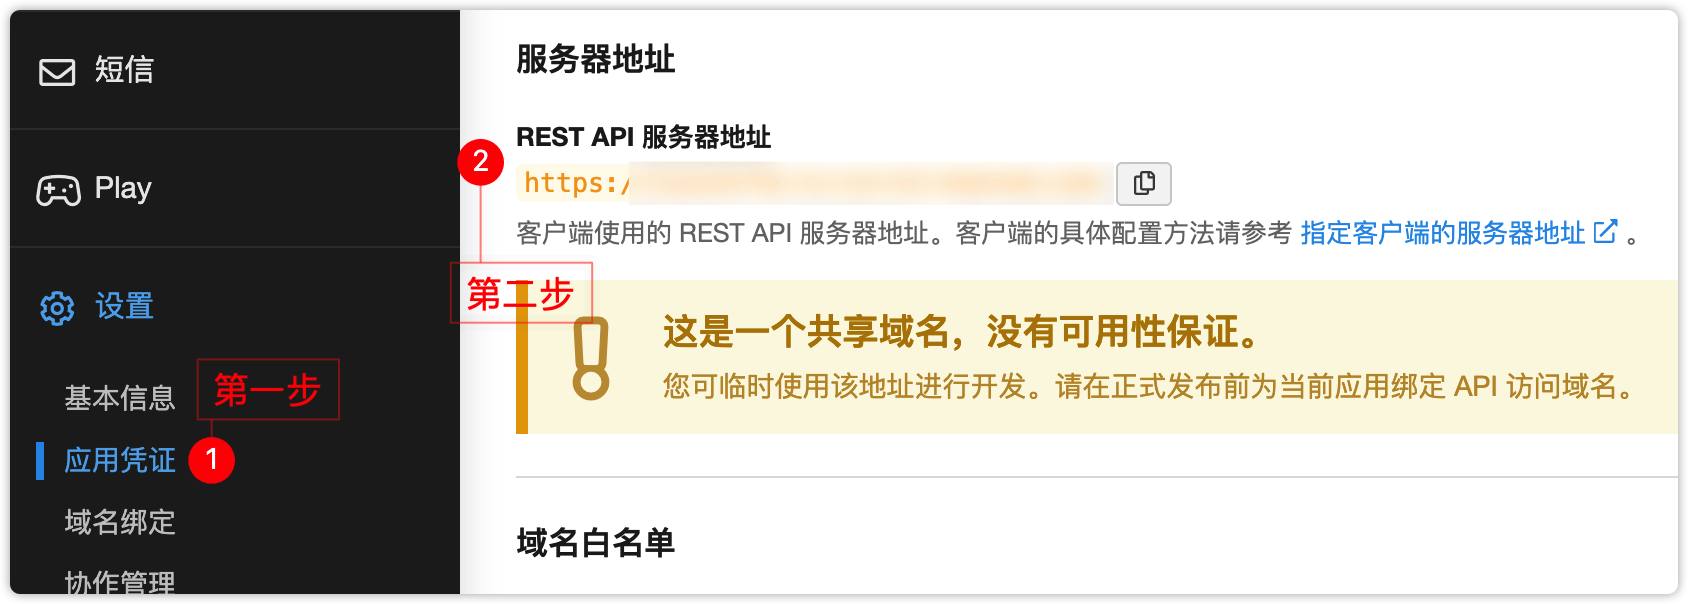 短信
Play
设置
基本信息
第一步
应用凭证
1
域名绑定
协作管理
服务器地址
REST API 服务器地址
2
https:/
客户端使用的 REST API 服务器地址。客户端的具体配置方法请参考 指定客户端的服务器地址 。
第二步
这是一个共享域名，没有可用性保证。
您可临时使用该地址进行开发。请在正式发布前为当前应用绑定 API 访问域名。
域名白名单